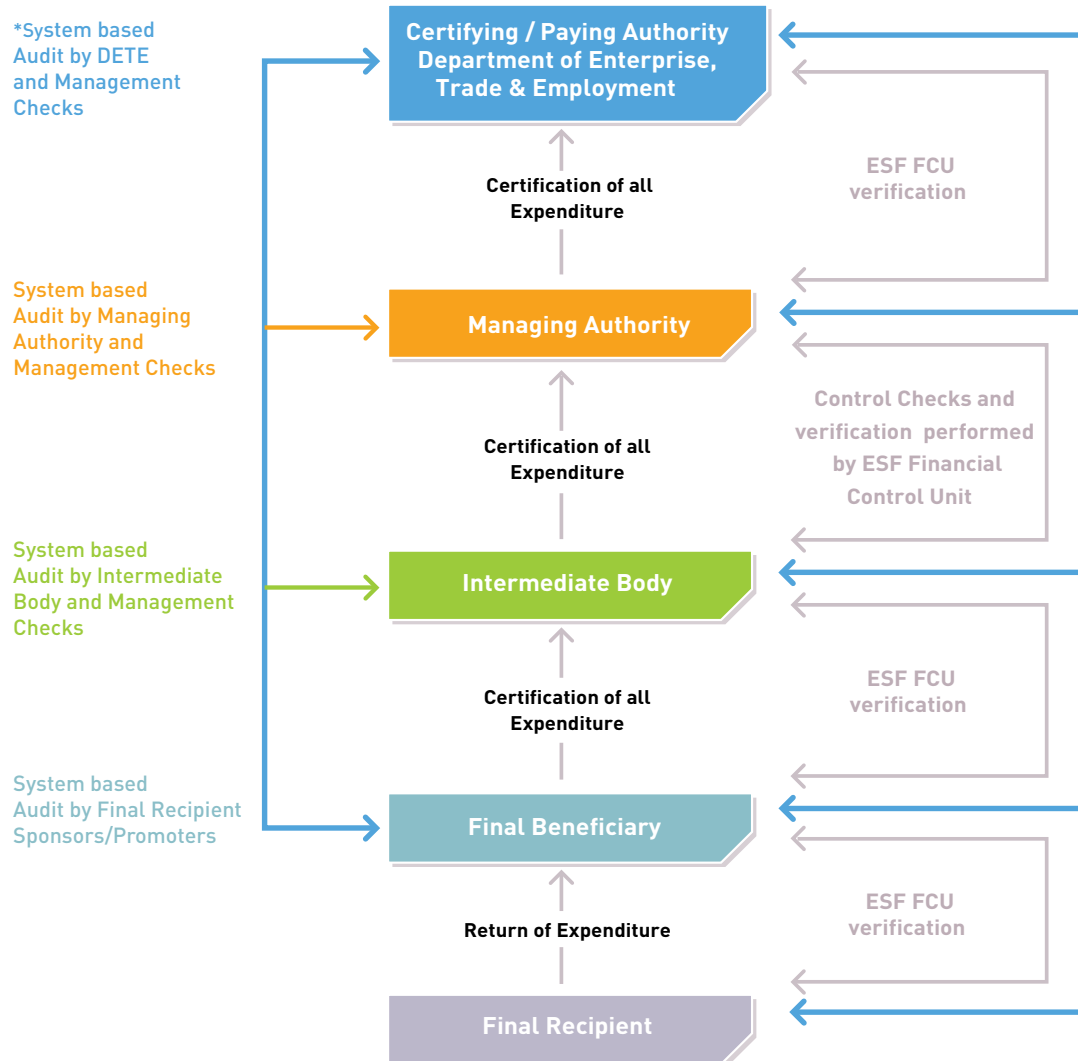 *System based
Audit by DETE
and Management
Checks
Certifying / Paying Authority
Department of Enterprise,
Trade & Employment
ESF FCU
verification
Certification of all
Expenditure
System based
Audit by Managing
Authority and
Management Checks
Managing Authority
Control Checks and
verification performed
by ESF Financial
Control Unit
Certification of all
Expenditure
System based
Audit by Intermediate
Body and Management
Checks
Intermediate Body
ESF FCU
verification
Certification of all
Expenditure
System based
Audit by Final Recipient
Sponsors/Promoters
Final Beneficiary
ESF FCU
verification
Return of Expenditure
Final Recipient